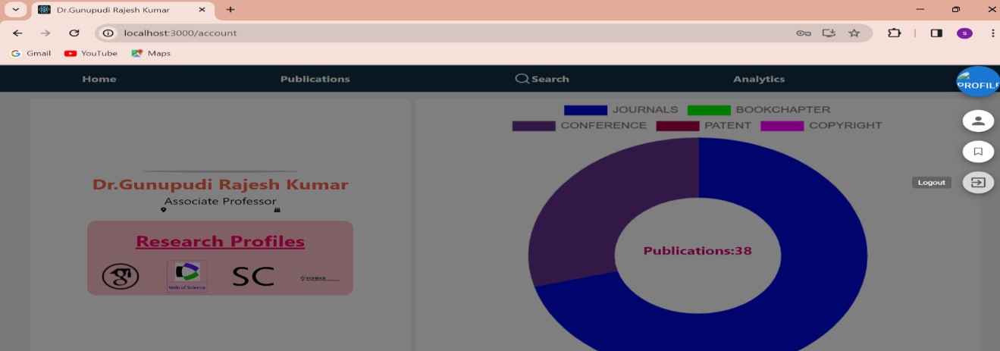 Dr.Gunupudi Rajesh Kumar
localhost:3000/account
S
Gmail YouTube Maps
Home Publications Search Analytics
PROFILE
JOURNALS BOOKCHAPTER
CONFERENCE PATENT COPYRIGHT
Logout
Dr.Gunupudi Rajesh Kumar
Associate Professor
Research Profiles
Web of Science SC VIDWAN
Publications:38